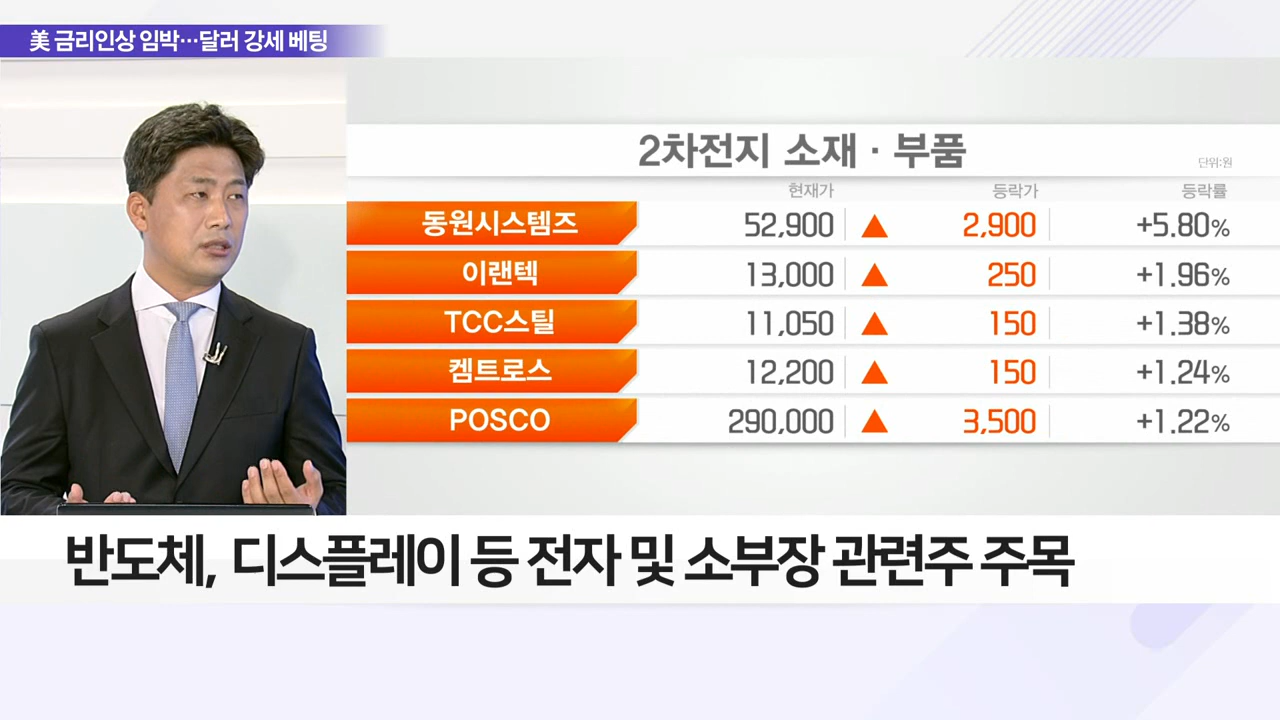 美 금리인상 임박…달러 강세 베팅
2차전지 소재 · 부품
단위:원
현재가 등락가 등락률
동원시스템즈 52,900 ▲ 2,900 +5.80%
이랜텍 13,000 ▲ 250 +1.96%
TCC스틸 11,050 ▲ 150 +1.38%
켐트로스 12,200 ▲ 150 +1.24%
POSCO 290,000 ▲ 3,500 +1.22%
반도체, 디스플레이 등 전자 및 소부장 관련주 주목